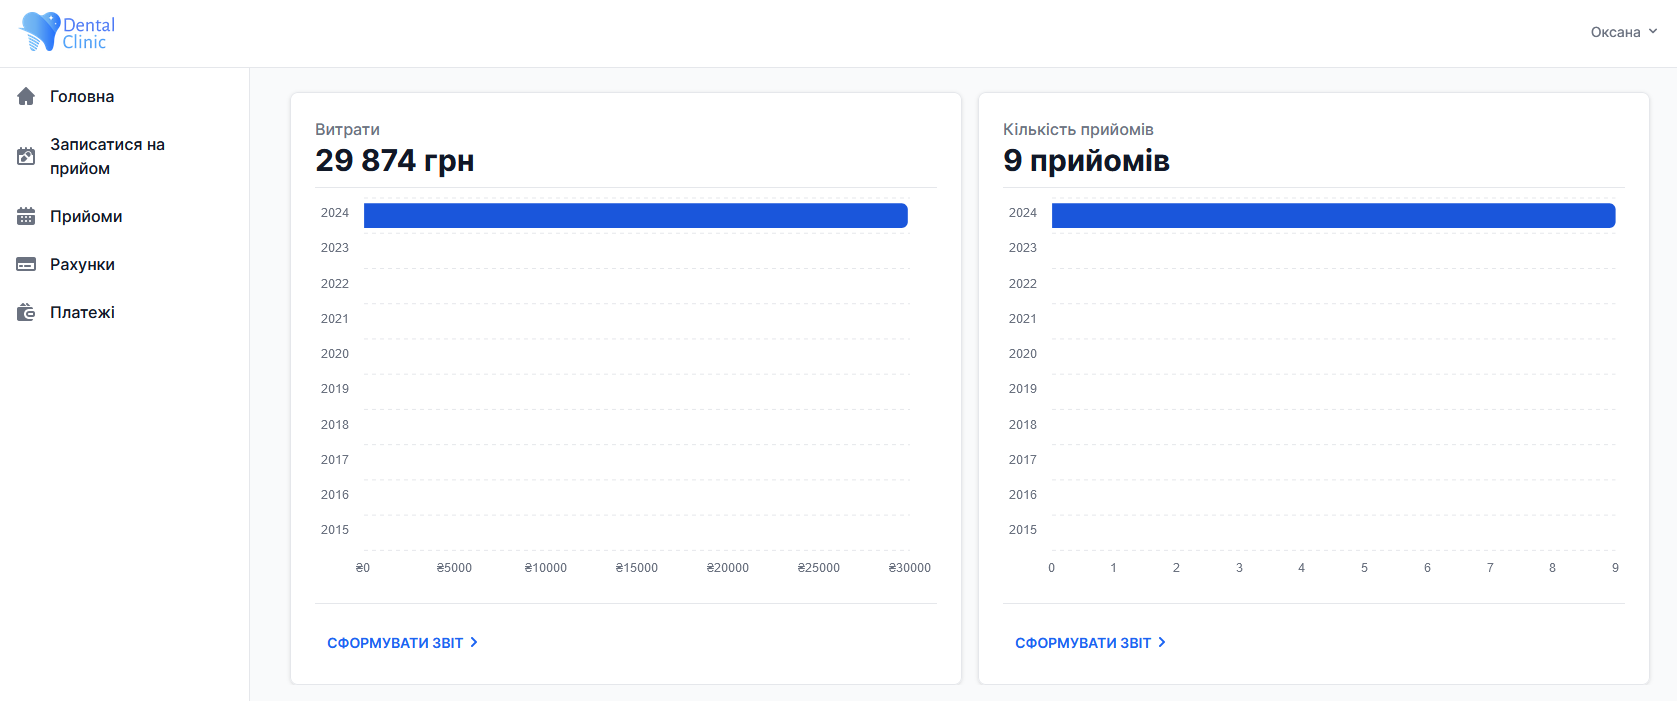 Dental
Clinic
Оксана
Головна
Записатися на
прийом
Прийоми
Рахунки
Платежі
Витрати
29 874 грн
2024
2023
2022
2021
2020
2019
2018
2017
2016
2015
₴0 ₴5000 ₴10000 ₴15000 ₴20000 ₴25000 ₴30000
СФОРМУВАТИ ЗВІТ
Кількість прийомів
9 прийомів
2024
2023
2022
2021
2020
2019
2018
2017
2016
2015
0 1 2 3 4 5 6 7 8 9
СФОРМУВАТИ ЗВІТ